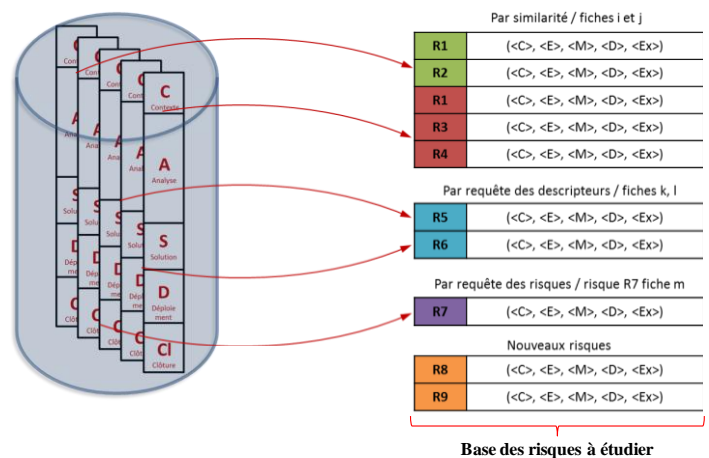 C
Contexte
A
Analyse
S
Solution
D
Déploie
ment
Cl
Clôture
Par similarité / fiches i et j
R1 (<C>, <E>, <M>, <D>, <Ex>)
R2 (<C>, <E>, <M>, <D>, <Ex>)
R1 (<C>, <E>, <M>, <D>, <Ex>)
R3 (<C>, <E>, <M>, <D>, <Ex>)
R4 (<C>, <E>, <M>, <D>, <Ex>)
Par requête des descripteurs / fiches k, l
R5 (<C>, <E>, <M>, <D>, <Ex>)
R6 (<C>, <E>, <M>, <D>, <Ex>)
Par requête des risques / risque R7 fiche m
R7 (<C>, <E>, <M>, <D>, <Ex>)
Nouveaux risques
R8 (<C>, <E>, <M>, <D>, <Ex>)
R9 (<C>, <E>, <M>, <D>, <Ex>)
Base des risques à étudier